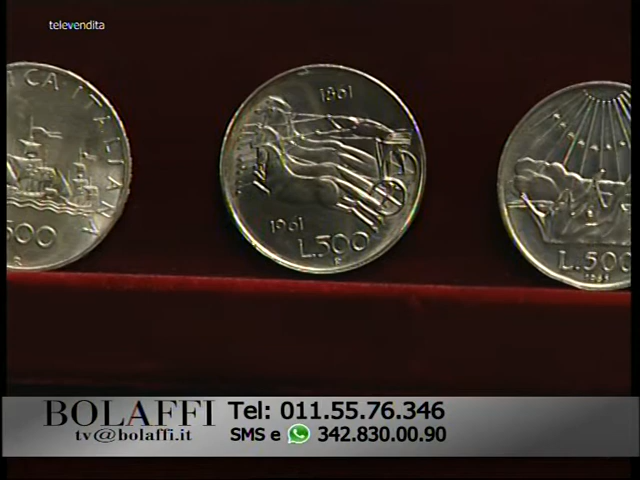 televendita
CA ITALIANA
500
R
1861
1961
L.500
R
L.500
1965
BOLAFFI
tv@bolaffi.it
Tel: 011.55.76.346
SMS e 342.830.00.90